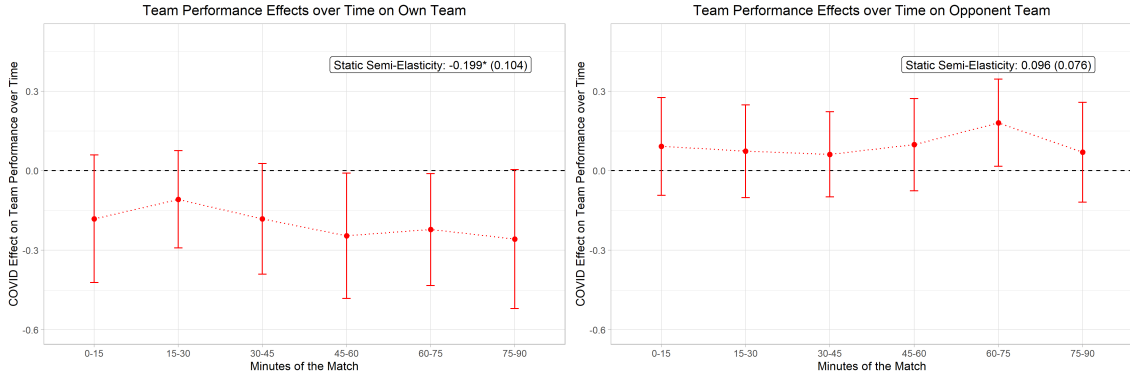 Team Performance Effects over Time on Own Team
Static Semi-Elasticity: -0.199* (0.104)
COVID Effect on Team Performance over Time
0.3
0.0
-0.3
-0.6
0-15
15-30
30-45
45-60
60-75
75-90
Minutes of the Match
Team Performance Effects over Time on Opponent Team
Static Semi-Elasticity: 0.096 (0.076)
COVID Effect on Team Performance over Time
0.3
0.0
-0.3
-0.6
0-15
15-30
30-45
45-60
60-75
75-90
Minutes of the Match